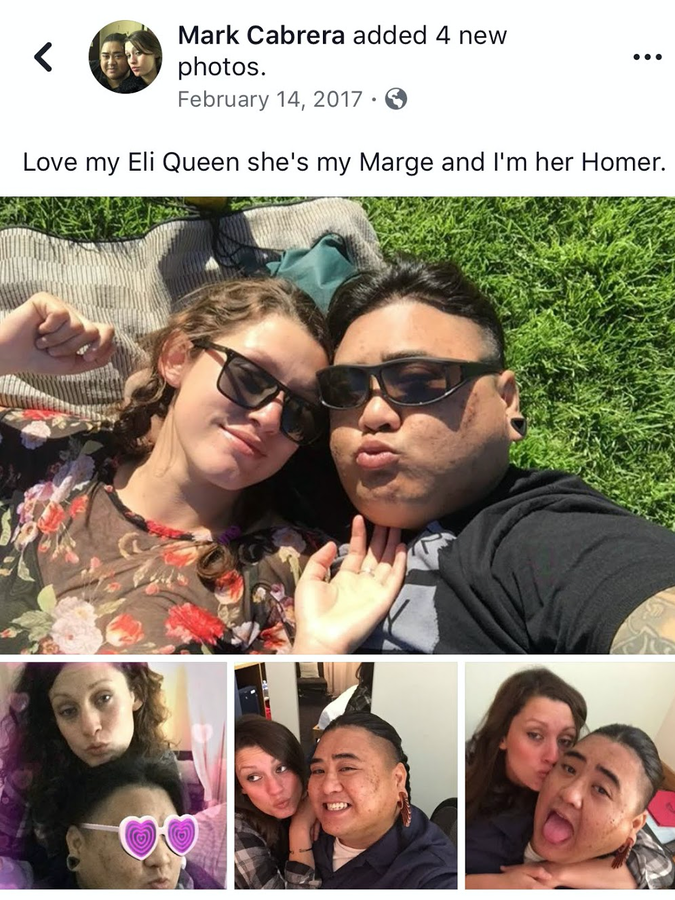 Mark Cabrera added 4 new
photos.
February 14, 2017 ·
Love my Eli Queen she's my Marge and I'm her Homer.